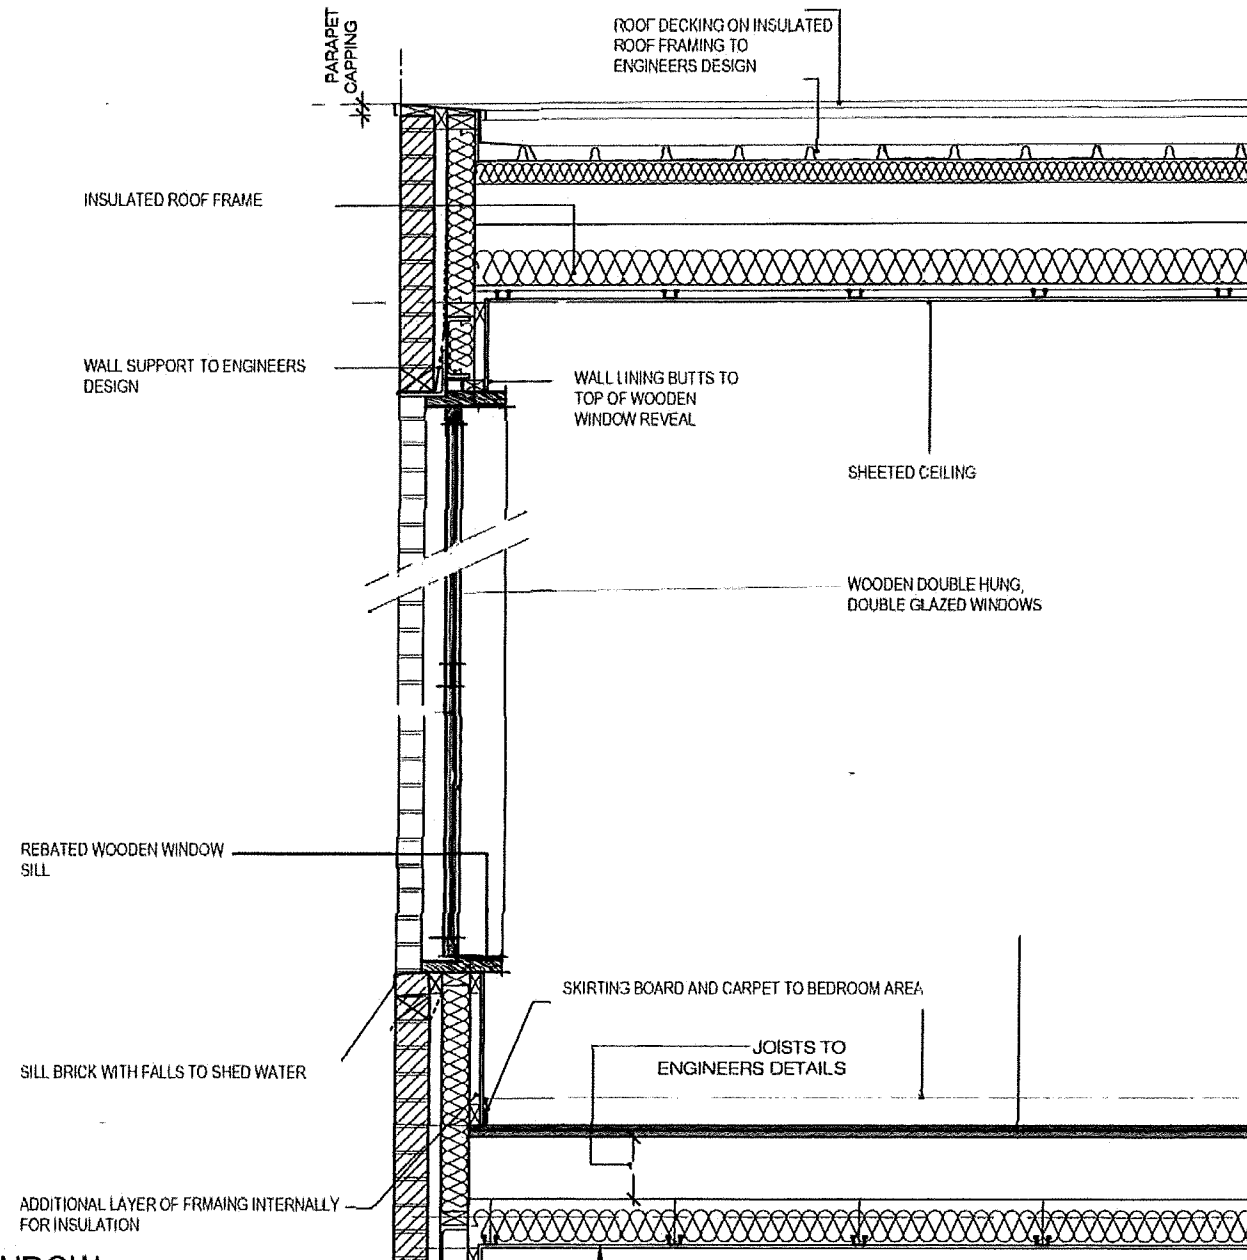 PARAPET
CAPPING
ROOF DECKING ON INSULATED
ROOF FRAMING TO
ENGINEERS DESIGN
INSULATED ROOF FRAME
WALL SUPPORT TO ENGINEERS
DESIGN
WALL LINING BUTTS TO
TOP OF WOODEN
WINDOW REVEAL
SHEETED CEILING
WOODEN DOUBLE HUNG,
DOUBLE GLAZED WINDOWS
REBATED WOODEN WINDOW
SILL
SKIRTING BOARD AND CARPET TO BEDROOM AREA
JOISTS TO
ENGINEERS DETAILS
SILL BRICK WITH FALLS TO SHED WATER
ADDITIONAL LAYER OF FRMAING INTERNALLY
FOR INSULATION